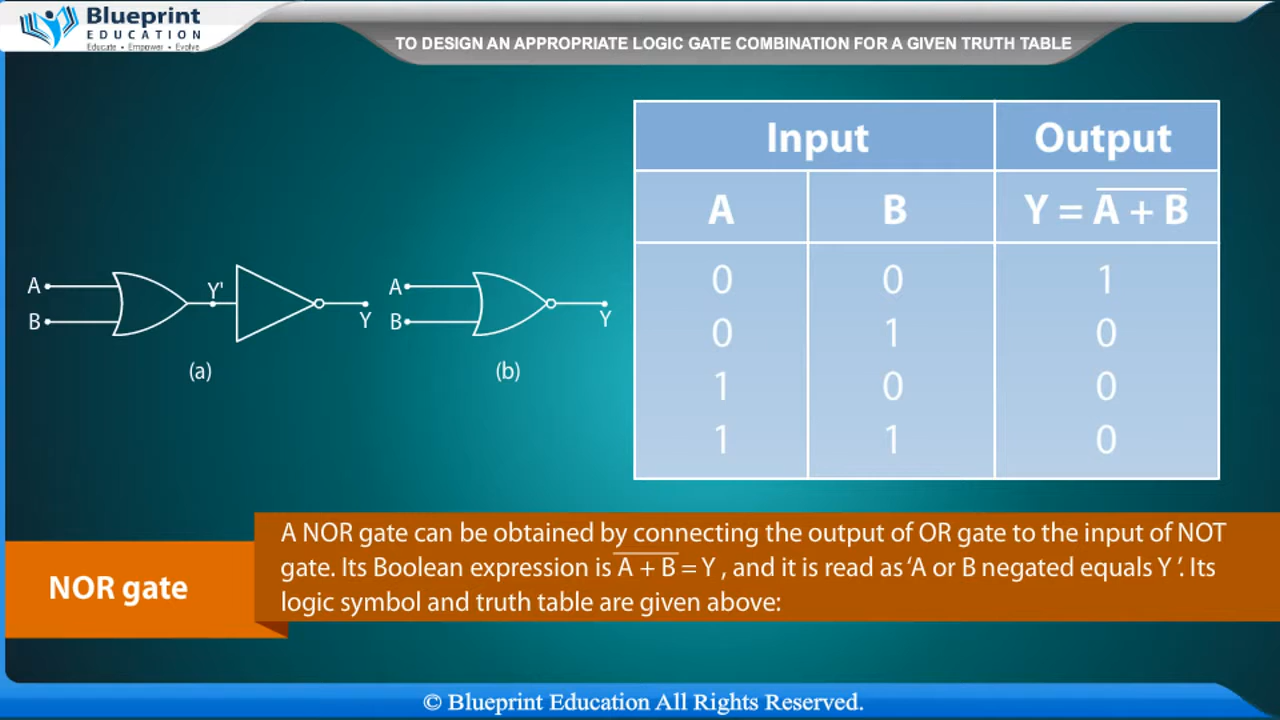 Blueprint
EDUCATION
Educate • Empower • Evolve
TO DESIGN AN APPROPRIATE LOGIC GATE COMBINATION FOR A GIVEN TRUTH TABLE
A
B
Y'
Y
(a)
A
B
Y
(b)
Input Output
A B Y = A̅ ̅+̅ ̅B̅
0 0 1
0 1 0
1 0 0
1 1 0
NOR gate
A NOR gate can be obtained by connecting the output of OR gate to the input of NOT
gate. Its Boolean expression is A̅ ̅+̅ ̅B̅ = Y , and it is read as ‘A or B negated equals Y ’. Its
logic symbol and truth table are given above:
© Blueprint Education All Rights Reserved.